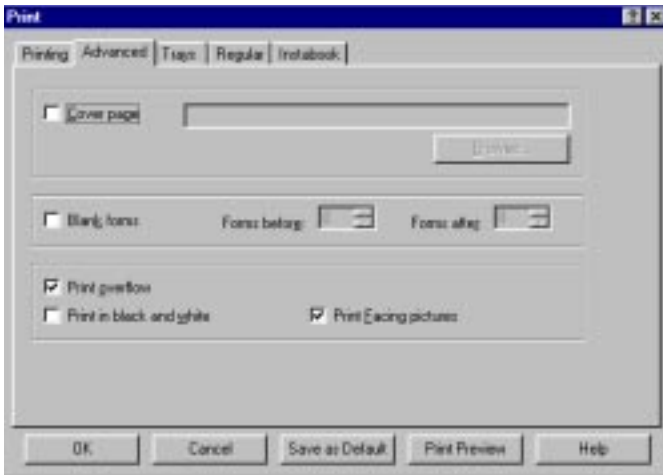 Print
Printing Advanced Trays Regular Instabook
Cover page
Browse...
Blank forms Forms before: Forms after:
Print overflow
Print in black and white Print Facing pictures
OK Cancel Save as Default Print Preview Help